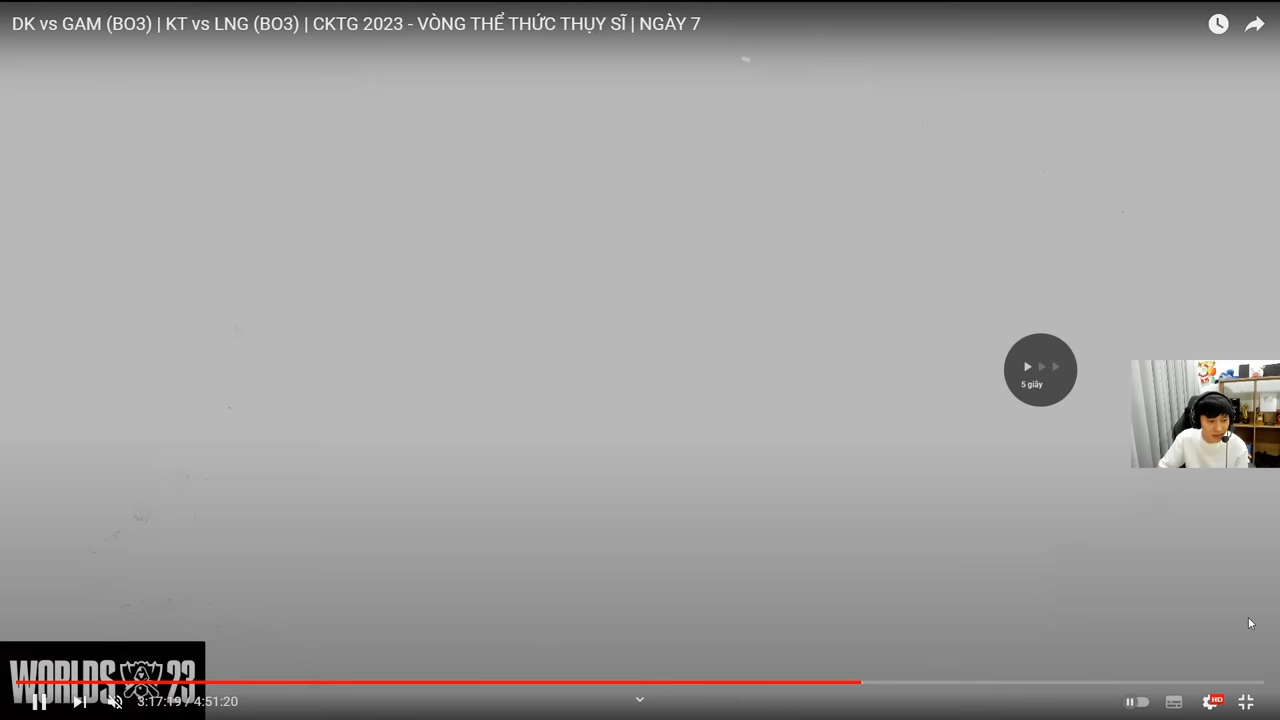 DK vs GAM (BO3) | KT vs LNG (BO3) | CKTG 2023 - VÒNG THỂ THỨC THỤY SĨ | NGÀY 7
5 giây
WORLDS 23
3:17:19 / 4:51:20
HD